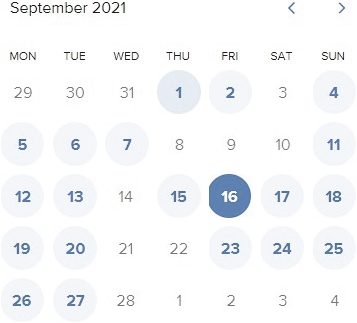 September 2021
MON TUE WED THU FRI SAT SUN
29 30 31 1 2 3 4
5 6 7 8 9 10 11
12 13 14 15 16 17 18
19 20 21 22 23 24 25
26 27 28 1 2 3 4